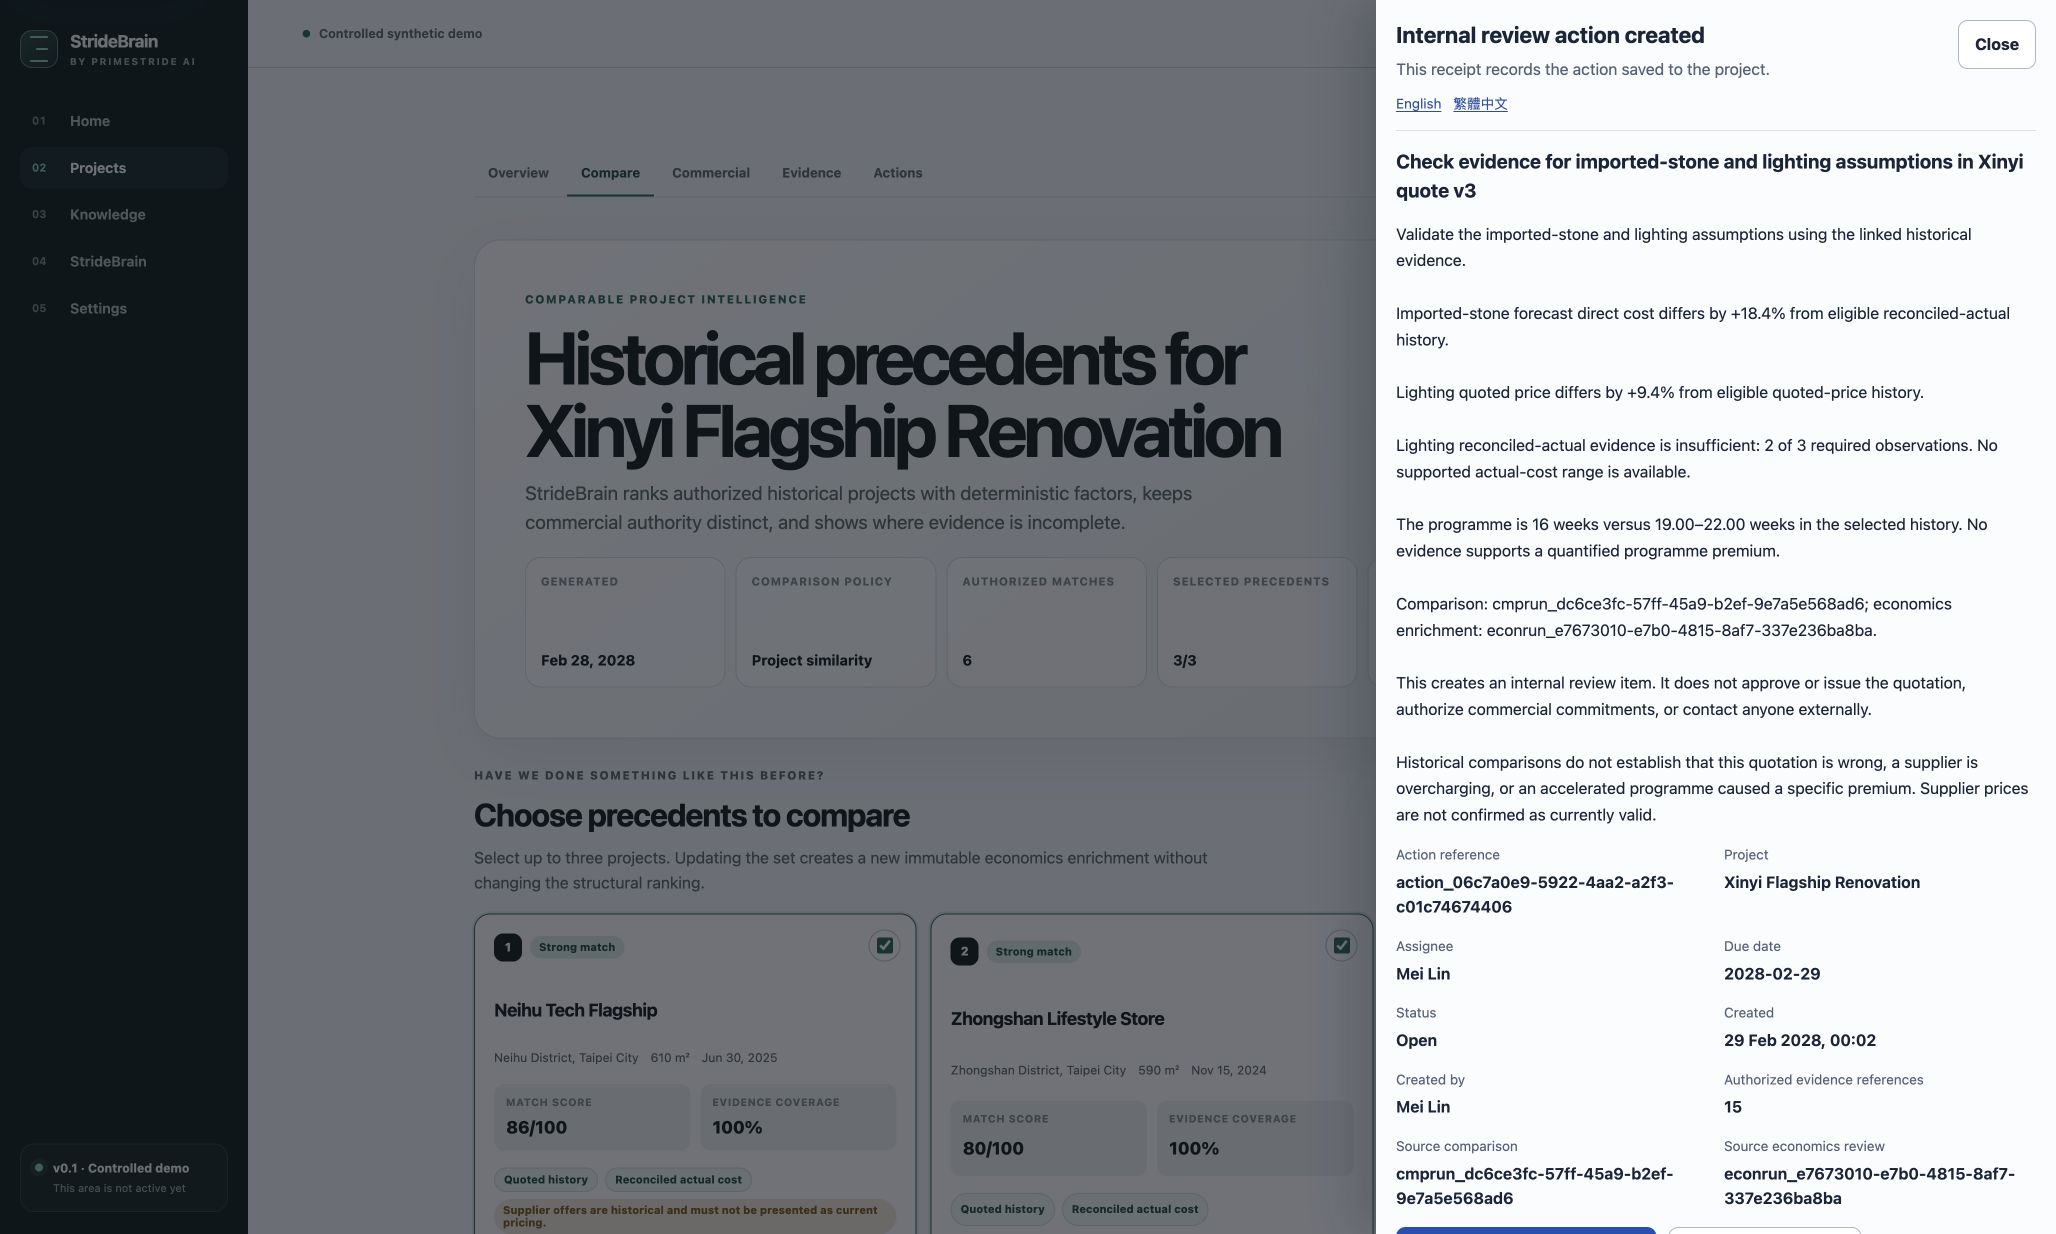 StrideBrain
BY PRIMESTRIDE AI
01 Home
02 Projects
03 Knowledge
04 StrideBrain
05 Settings
v0.1 · Controlled demo
This area is not active yet
Controlled synthetic demo
Overview
Compare
Commercial
Evidence
Actions
COMPARABLE PROJECT INTELLIGENCE
Historical precedents for
Xinyi Flagship Renovation
StrideBrain ranks authorized historical projects with deterministic factors, keeps
commercial authority distinct, and shows where evidence is incomplete.
GENERATED
Feb 28, 2028
COMPARISON POLICY
Project similarity
AUTHORIZED MATCHES
6
SELECTED PRECEDENTS
3/3
HAVE WE DONE SOMETHING LIKE THIS BEFORE?
Choose precedents to compare
Select up to three projects. Updating the set creates a new immutable economics enrichment without
changing the structural ranking.
1 Strong match
Neihu Tech Flagship
Neihu District, Taipei City 610 m² Jun 30, 2025
MATCH SCORE
86/100
EVIDENCE COVERAGE
100%
Quoted history
Reconciled actual cost
Supplier offers are historical and must not be presented as current
pricing.
2 Strong match
Zhongshan Lifestyle Store
Zhongshan District, Taipei City 590 m² Nov 15, 2024
MATCH SCORE
80/100
EVIDENCE COVERAGE
100%
Quoted history
Reconciled actual cost
Internal review action created
Close
This receipt records the action saved to the project.
English 繁體中文
Check evidence for imported-stone and lighting assumptions in Xinyi
quote v3
Validate the imported-stone and lighting assumptions using the linked historical
evidence.
Imported-stone forecast direct cost differs by +18.4% from eligible reconciled-actual
history.
Lighting quoted price differs by +9.4% from eligible quoted-price history.
Lighting reconciled-actual evidence is insufficient: 2 of 3 required observations. No
supported actual-cost range is available.
The programme is 16 weeks versus 19.00–22.00 weeks in the selected history. No
evidence supports a quantified programme premium.
Comparison: cmprun_dc6ce3fc-57ff-45a9-b2ef-9e7a5e568ad6; economics
enrichment: econrun_e7673010-e7b0-4815-8af7-337e236ba8ba.
This creates an internal review item. It does not approve or issue the quotation,
authorize commercial commitments, or contact anyone externally.
Historical comparisons do not establish that this quotation is wrong, a supplier is
overcharging, or an accelerated programme caused a specific premium. Supplier prices
are not confirmed as currently valid.
Action reference
action_06c7a0e9-5922-4aa2-a2f3-
c01c74674406
Project
Xinyi Flagship Renovation
Assignee
Mei Lin
Due date
2028-02-29
Status
Open
Created
29 Feb 2028, 00:02
Created by
Mei Lin
Authorized evidence references
15
Source comparison
cmprun_dc6ce3fc-57ff-45a9-b2ef-
9e7a5e568ad6
Source economics review
econrun_e7673010-e7b0-4815-8af7-
337e236ba8ba